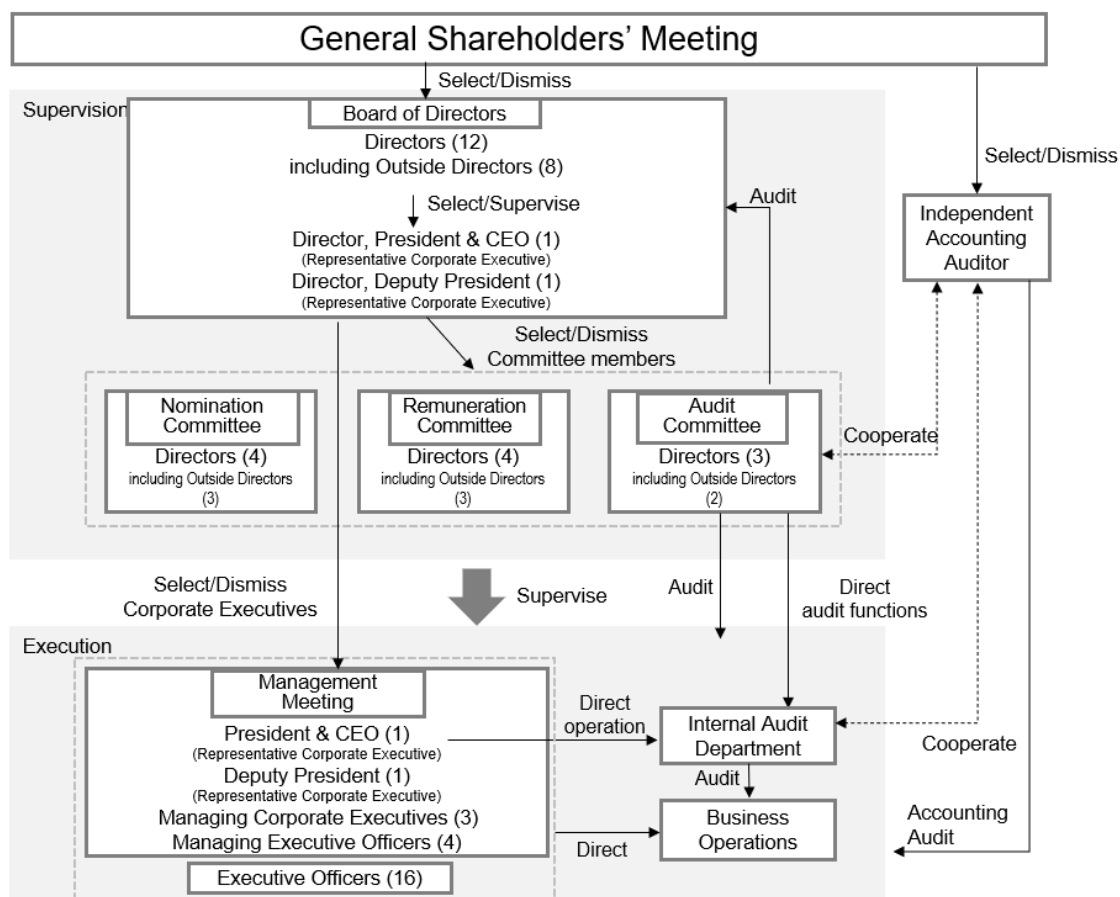 General Shareholders’ Meeting
Select/Dismiss
Supervision
Board of Directors
Directors (12)
including Outside Directors (8)
Select/Supervise
Director, President & CEO (1)
(Representative Corporate Executive)
Director, Deputy President (1)
(Representative Corporate Executive)
Audit
Select/Dismiss
Independent
Accounting
Auditor
Select/Dismiss
Committee members
Nomination
Committee
Directors (4)
including Outside Directors
(3)
Remuneration
Committee
Directors (4)
including Outside Directors
(3)
Audit
Committee
Directors (3)
including Outside Directors
(2)
Cooperate
Select/Dismiss
Corporate Executives
Supervise
Audit
Direct
audit functions
Execution
Management
Meeting
President & CEO (1)
(Representative Corporate Executive)
Deputy President (1)
(Representative Corporate Executive)
Managing Corporate Executives (3)
Managing Executive Officers (4)
Executive Officers (16)
Direct
operation
Internal Audit
Department
Cooperate
Audit
Direct
Business
Operations
Accounting
Audit